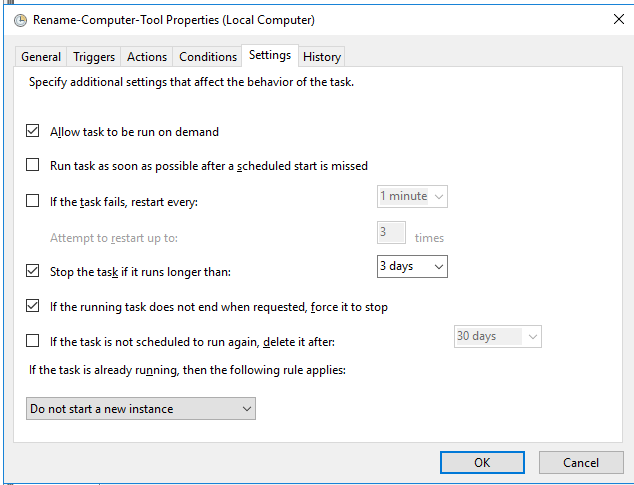 Rename-Computer-Tool Properties (Local Computer)
General Triggers Actions Conditions Settings History
Specify additional settings that affect the behavior of the task.
Allow task to be run on demand
Run task as soon as possible after a scheduled start is missed
If the task fails, restart every: 1 minute
Attempt to restart up to: 3 times
Stop the task if it runs longer than: 3 days
If the running task does not end when requested, force it to stop
If the task is not scheduled to run again, delete it after: 30 days
If the task is already running, then the following rule applies:
Do not start a new instance
OK Cancel